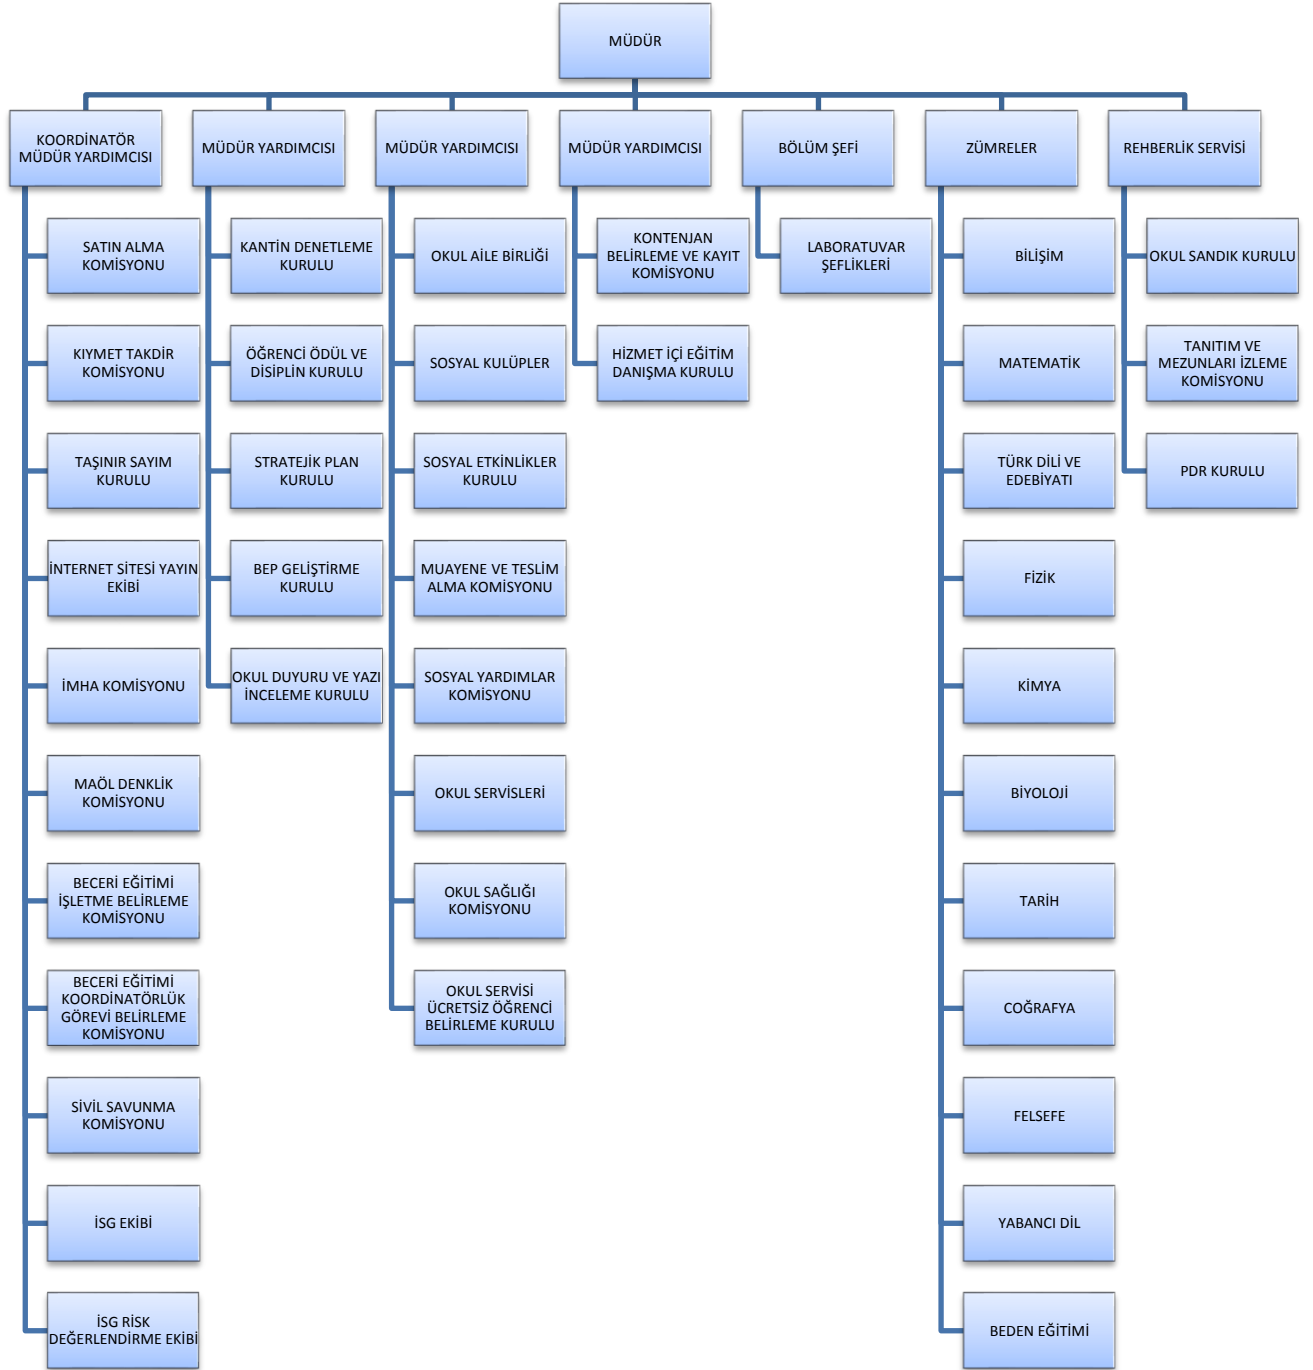 MÜDÜR
KOORDİNATÖR
MÜDÜR YARDIMCISI
SATIN ALMA
KOMİSYONU
KIYMET TAKDİR
KOMİSYONU
TAŞINIR SAYIM
KURULU
İNTERNET SİTESİ YAYIN
EKİBİ
İMHA KOMİSYONU
MAÖL DENKLİK
KOMİSYONU
BECERİ EĞİTİMİ
İŞLETME BELİRLEME
KOMİSYONU
BECERİ EĞİTİMİ
KOORDİNATÖRLÜK
GÖREVİ BELİRLEME
KOMİSYONU
SİVİL SAVUNMA
KOMİSYONU
İSG EKİBİ
İSG RİSK
DEĞERLENDİRME EKİBİ
MÜDÜR YARDIMCISI
KANTİN DENETLEME
KURULU
ÖĞRENCİ ÖDÜL VE
DİSİPLİN KURULU
STRATEJİK PLAN
KURULU
BEP GELİŞTİRME
KURULU
OKUL DUYURU VE YAZI
İNCELEME KURULU
MÜDÜR YARDIMCISI
OKUL AİLE BİRLİĞİ
SOSYAL KULÜPLER
SOSYAL ETKİNLİKLER
KURULU
MUAYENE VE TESLİM
ALMA KOMİSYONU
SOSYAL YARDIMLAR
KOMİSYONU
OKUL SERVİSLERİ
OKUL SAĞLIĞI
KOMİSYONU
OKUL SERVİSİ
ÜCRETSİZ ÖĞRENCİ
BELİRLEME KURULU
MÜDÜR YARDIMCISI
KONTENJAN
BELİRLEME VE KAYIT
KOMİSYONU
HİZMET İÇİ EĞİTİM
DANIŞMA KURULU
BÖLÜM ŞEFİ
LABORATUVAR
ŞEFLİKLERİ
ZÜMRELER
BİLİŞİM
MATEMATİK
TÜRK DİLİ VE
EDEBİYATI
FİZİK
KİMYA
BİYOLOJİ
TARİH
COĞRAFYA
FELSEFE
YABANCI DİL
BEDEN EĞİTİMİ
REHBERLİK SERVİSİ
OKUL SANDIK KURULU
TANITIM VE
MEZUNLARI İZLEME
KOMİSYONU
PDR KURULU